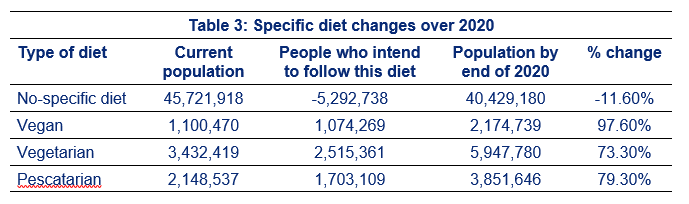 Table 3: Specific diet changes over 2020
Type of diet Current population People who intend to follow this diet Population by end of 2020 % change
No-specific diet 45,721,918 -5,292,738 40,429,180 -11.60%
Vegan 1,100,470 1,074,269 2,174,739 97.60%
Vegetarian 3,432,419 2,515,361 5,947,780 73.30%
Pescatarian 2,148,537 1,703,109 3,851,646 79.30%